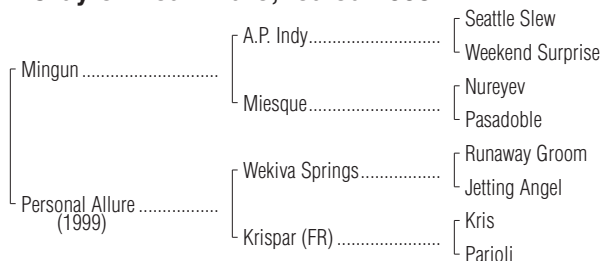 Seattle Slew
A.P. Indy
Weekend Surprise
Mingun
Nureyev
Miesque
Pasadoble
Runaway Groom
Wekiva Springs
Jetting Angel
Personal Allure
(1999)
Kris
Krispar (FR)
Parioli